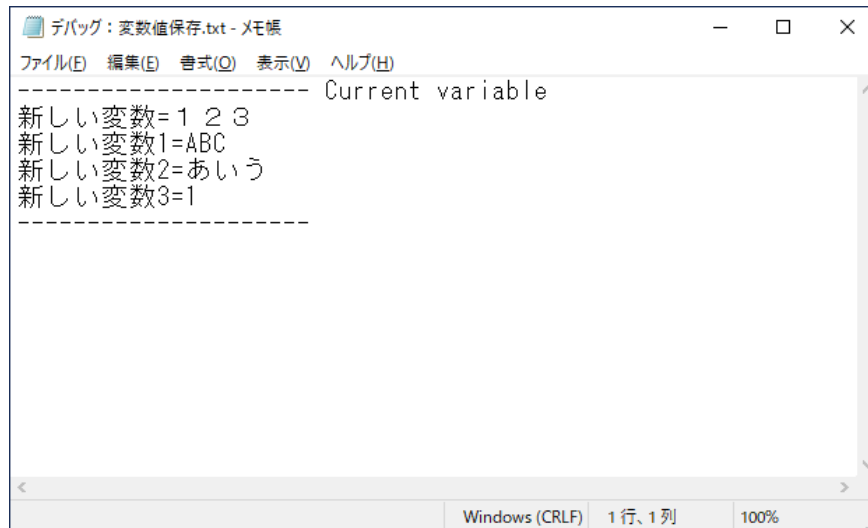 デバッグ：変数値保存.txt - メモ帳
ファイル(F) 編集(E) 書式(O) 表示(V) ヘルプ(H)
--------------------- Current variable
新しい変数=１２３
新しい変数1=ABC
新しい変数2=あいう
新しい変数3=1
---------------------
Windows (CRLF) 1行、1列 100%